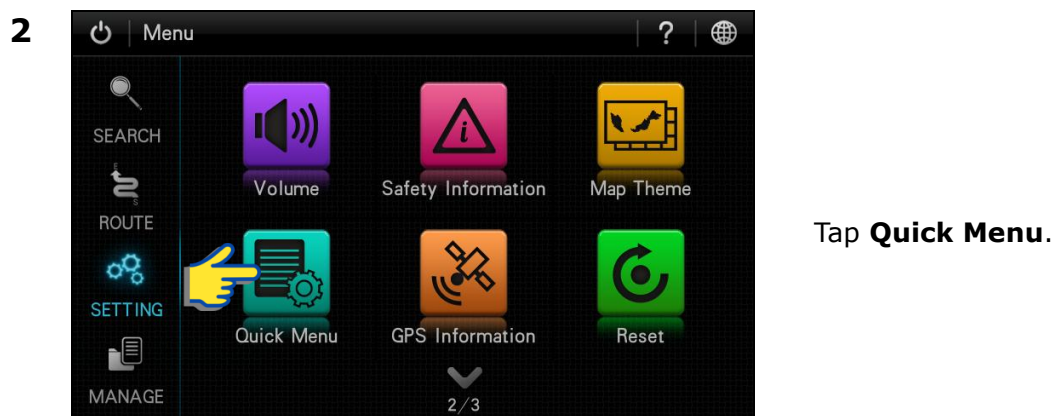 2
Menu
?
SEARCH
Volume
Safety Information
Map Theme
ROUTE
Tap Quick Menu.
SETTING
Quick Menu
GPS Information
Reset
MANAGE
2/3